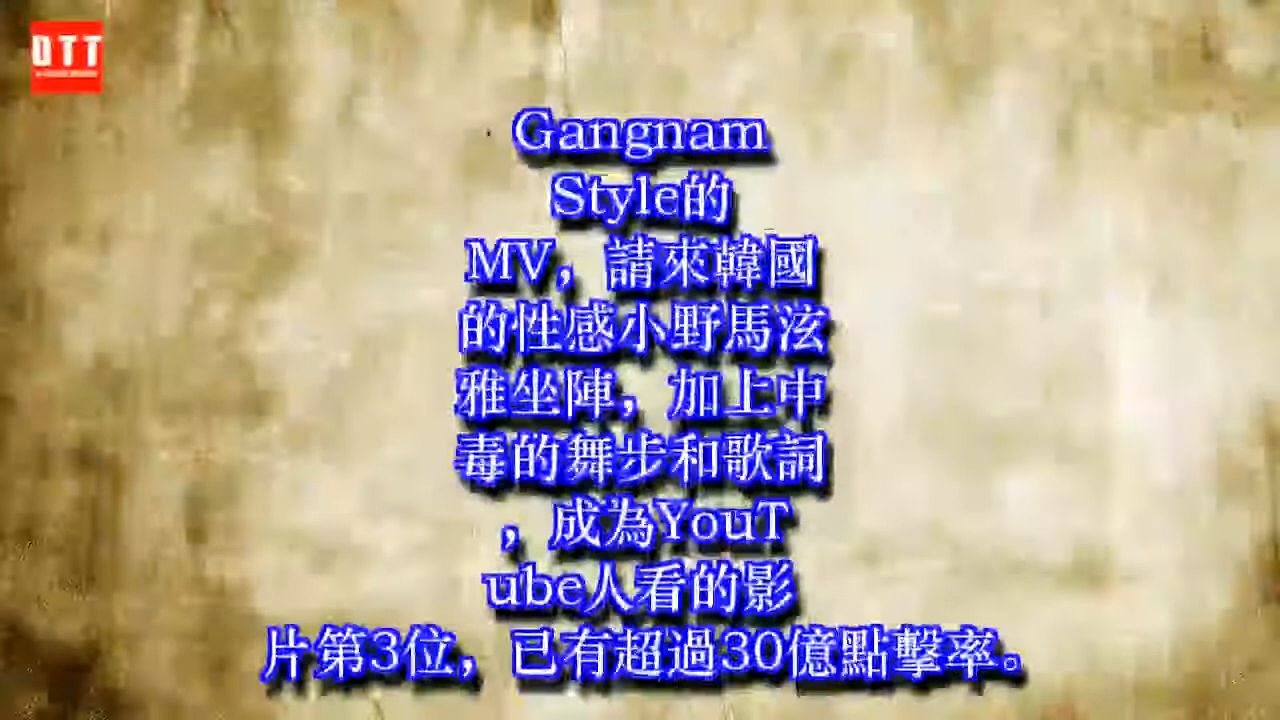 OTT
Gangnam
Style的
MV，請來韓國
的性感小野馬泫
雅坐陣，加上中
毒的舞步和歌詞
，成為YouT
ube人看的影
片第3位，已有超過30億點擊率。